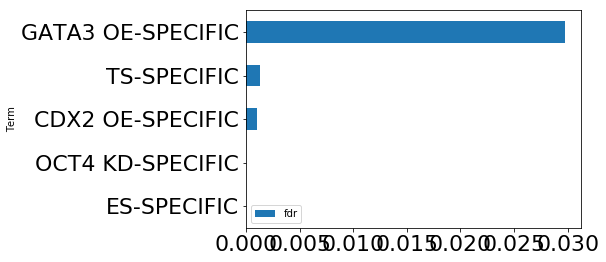 GATA3 OE-SPECIFIC
TS-SPECIFIC
CDX2 OE-SPECIFIC
OCT4 KD-SPECIFIC
ES-SPECIFIC
Term
fdr
0.000 0.005 0.010 0.015 0.020 0.025 0.030